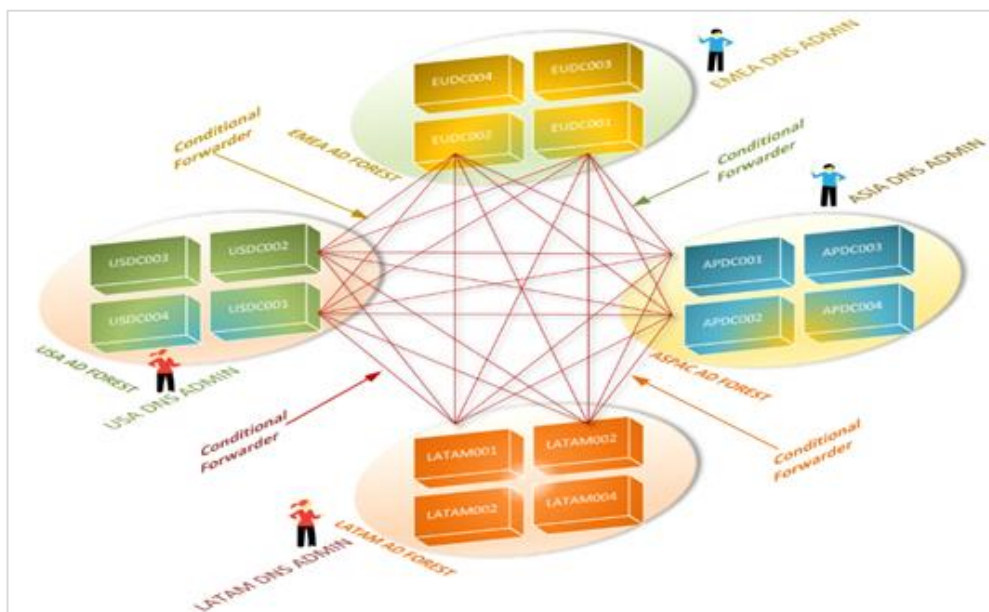 EUDC004
EUDC003
EUDC002
EUDC001
EMEA DNS ADMIN
EMEA AD FOREST
Conditional
Forwarder
Conditional
Forwarder
ASIA DNS ADMIN
USDC003
USDC002
USDC004
USDC001
USA AD FOREST
USA DNS ADMIN
APDC001
APDC003
APDC002
APDC004
ASPAC AD FOREST
Conditional
Forwarder
Conditional
Forwarder
LATAM001
LATAM002
LATAM002
LATAM004
LATAM AD FOREST
LATAM DNS ADMIN